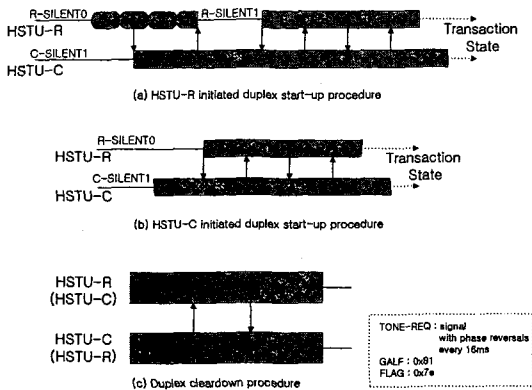 R-SILENT0
R-SILENT1
HSTU-R
C-SILENT1
HSTU-C
Transaction
State
(a) HSTU-R initiated duplex start-up procedure
R-SILENT0
HSTU-R
C-SILENT1
HSTU-C
Transaction
State
(b) HSTU-C initiated duplex start-up procedure
HSTU-R
(HSTU-C)
HSTU-C
(HSTU-R)
(c) Duplex cleardown procedure
TONE-REQ : signal
with phase reversals
every 16ms
GALF : 0x81
FLAG : 0x7e